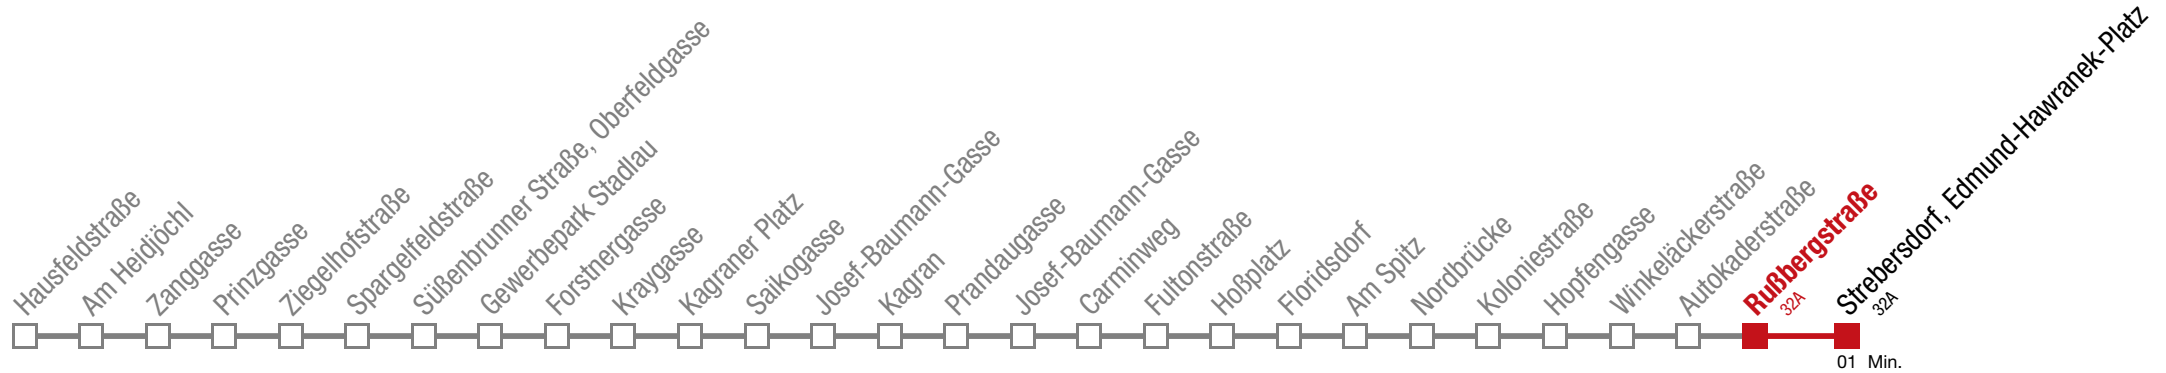 Hausfeldstraße
Am Heidjöchl
Zanggasse
Prinzgasse
Ziegelhofstraße
Spargelfeldstraße
Süßenbrunner Straße, Oberfeldgasse
Gewerbepark Stadlau
Forstnergasse
Kraygasse
Kagraner Platz
Saikogasse
Josef-Baumann-Gasse
Kagran
Prandaugasse
Josef-Baumann-Gasse
Carminweg
Fultonstraße
Hoßplatz
Floridsdorf
Am Spitz
Nordbrücke
Koloniestraße
Hopfengasse
Winkeläckerstraße
Autokaderstraße
Rußbergstraße
32A
Strebersdorf, Edmund-Hawranek-Platz
32A
01 Min.